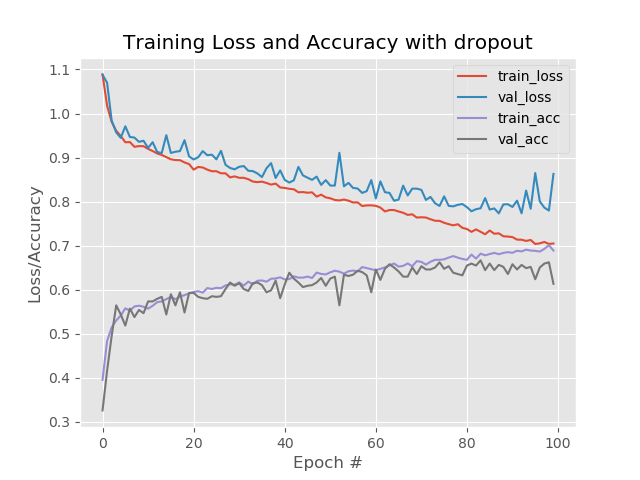 Training Loss and Accuracy with dropout
train_loss
val_loss
train_acc
val_acc
1.1
1.0
0.9
0.8
0.7
0.6
0.5
0.4
0.3
Loss/Accuracy
0 20 40 60 80 100
Epoch #